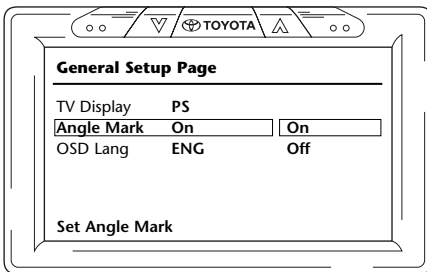 TOYOTA
General Setup Page
TV Display PS
Angle Mark On On
OSD Lang ENG Off
Set Angle Mark